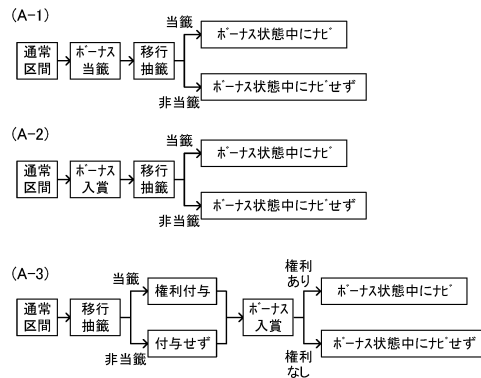 (A-1)
当籤
ﾎﾞｰﾅｽ状態中にﾅﾋﾞ
通常
区間
ﾎﾞｰﾅｽ
当籤
移行
抽籤
ﾎﾞｰﾅｽ状態中にﾅﾋﾞせず
非当籤
(A-2)
当籤
ﾎﾞｰﾅｽ状態中にﾅﾋﾞ
通常
区間
ﾎﾞｰﾅｽ
入賞
移行
抽籤
ﾎﾞｰﾅｽ状態中にﾅﾋﾞせず
非当籤
(A-3)
当籤
権利付与
権利
あり
ﾎﾞｰﾅｽ状態中にﾅﾋﾞ
通常
区間
移行
抽籤
ﾎﾞｰﾅｽ
入賞
付与せず
非当籤
ﾎﾞｰﾅｽ状態中にﾅﾋﾞせず
権利
なし